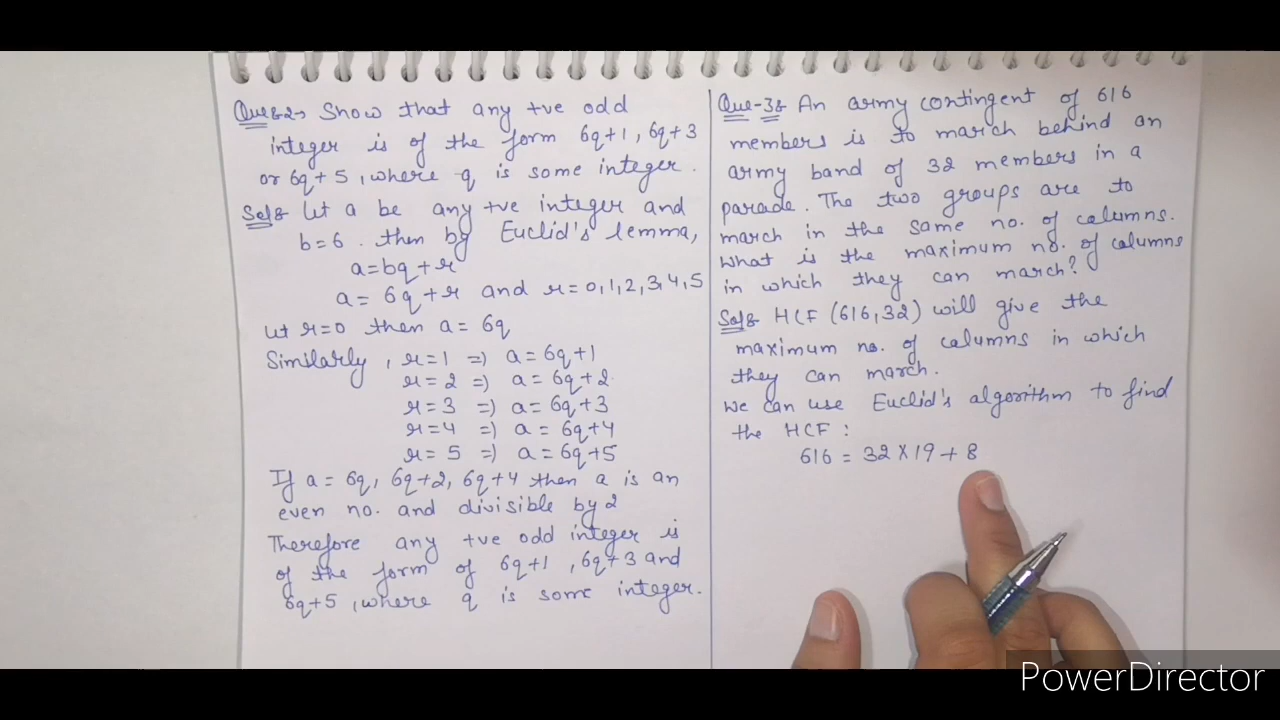 Que:2→ Show that any +ve odd
integer is of the form 6q+1, 6q+3
or 6q+5, where q is some integer.
Sol: Let a be any +ve integer and
b=6. then by Euclid's lemma,
a=bq+r
a= 6q+r and r=0,1,2,3,4,5
Let r=0 then a= 6q
Similarly, r=1 => a=6q+1
r=2 => a=6q+2
r=3 => a=6q+3
r=4 => a= 6q+4
r=5 => a=6q+5
If a= 6q, 6q+2, 6q+4 then a is an
even no. and divisible by 2
Therefore any +ve odd integer is
of the form of 6q+1, 6q+3 and
6q+5, where q is some integer.
Que-3: An army contingent of 616
members is to march behind an
army band of 32 members in a
parade. The two groups are to
march in the same no. of columns.
What is the maximum no. of columns
in which they can march?
Sol: HCF (616,32) will give the
maximum no. of columns in which
they can march.
We can use Euclid's algorithm to find
the HCF:
616 = 32×19+8
PowerDirector